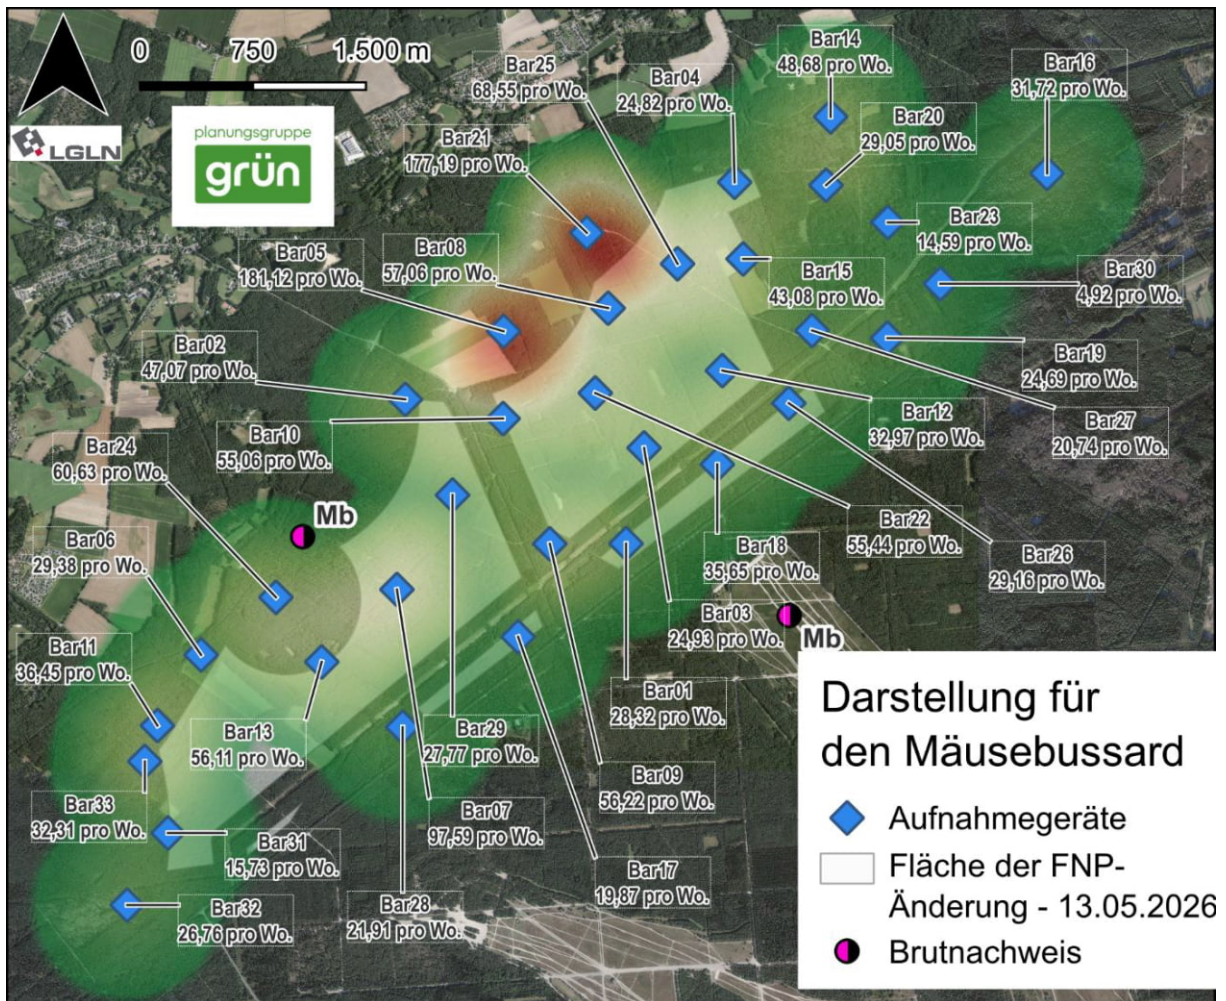 0 750 1.500 m
LGLN
planungsgruppe
grün
Bar14
48,68 pro Wo.
Bar16
31,72 pro Wo.
Bar25
68,55 pro Wo.
Bar04
24,82 pro Wo.
Bar20
29,05 pro Wo.
Bar21
177,19 pro Wo.
Bar23
14,59 pro Wo.
Bar05
181,12 pro Wo.
Bar08
57,06 pro Wo.
Bar15
43,08 pro Wo.
Bar30
4,92 pro Wo.
Bar02
47,07 pro Wo.
Bar19
24,69 pro Wo.
Bar10
55,06 pro Wo.
Bar12
32,97 pro Wo.
Bar27
20,74 pro Wo.
Bar24
60,63 pro Wo.
Mb
Bar06
29,38 pro Wo.
Bar22
55,44 pro Wo.
Bar18
35,65 pro Wo.
Bar26
29,16 pro Wo.
Bar03
24,93 pro Wo.
Mb
Bar11
36,45 pro Wo.
Bar01
28,32 pro Wo.
Bar13
56,11 pro Wo.
Bar29
27,77 pro Wo.
Bar09
56,22 pro Wo.
Bar33
32,31 pro Wo.
Bar07
97,59 pro Wo.
Bar31
15,73 pro Wo.
Bar17
19,87 pro Wo.
Bar32
26,76 pro Wo.
Bar28
21,91 pro Wo.
Darstellung für
den Mäusebussard
Aufnahmegeräte
Fläche der FNP-
Änderung - 13.05.2026
Brutnachweis